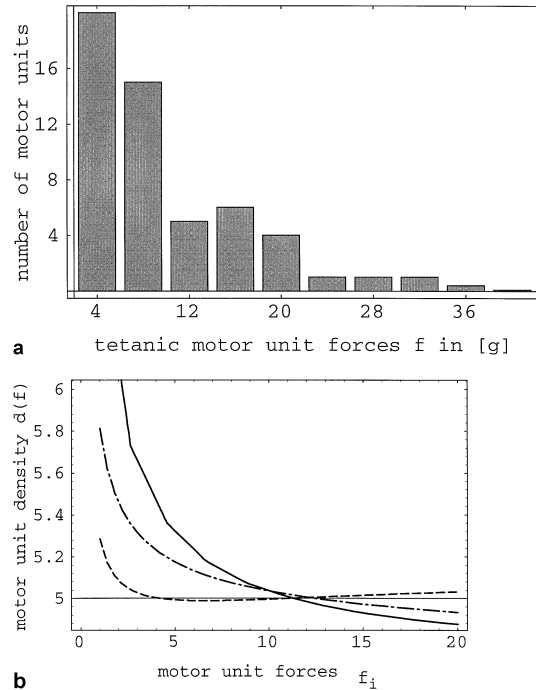 number of motor units
16
12
8
4
4 12 20 28 36
a tetanic motor unit forces f in [g]
motor unit density d(f)
6
5.8
5.6
5.4
5.2
5
0 5 10 15 20
b motor unit forces f_i